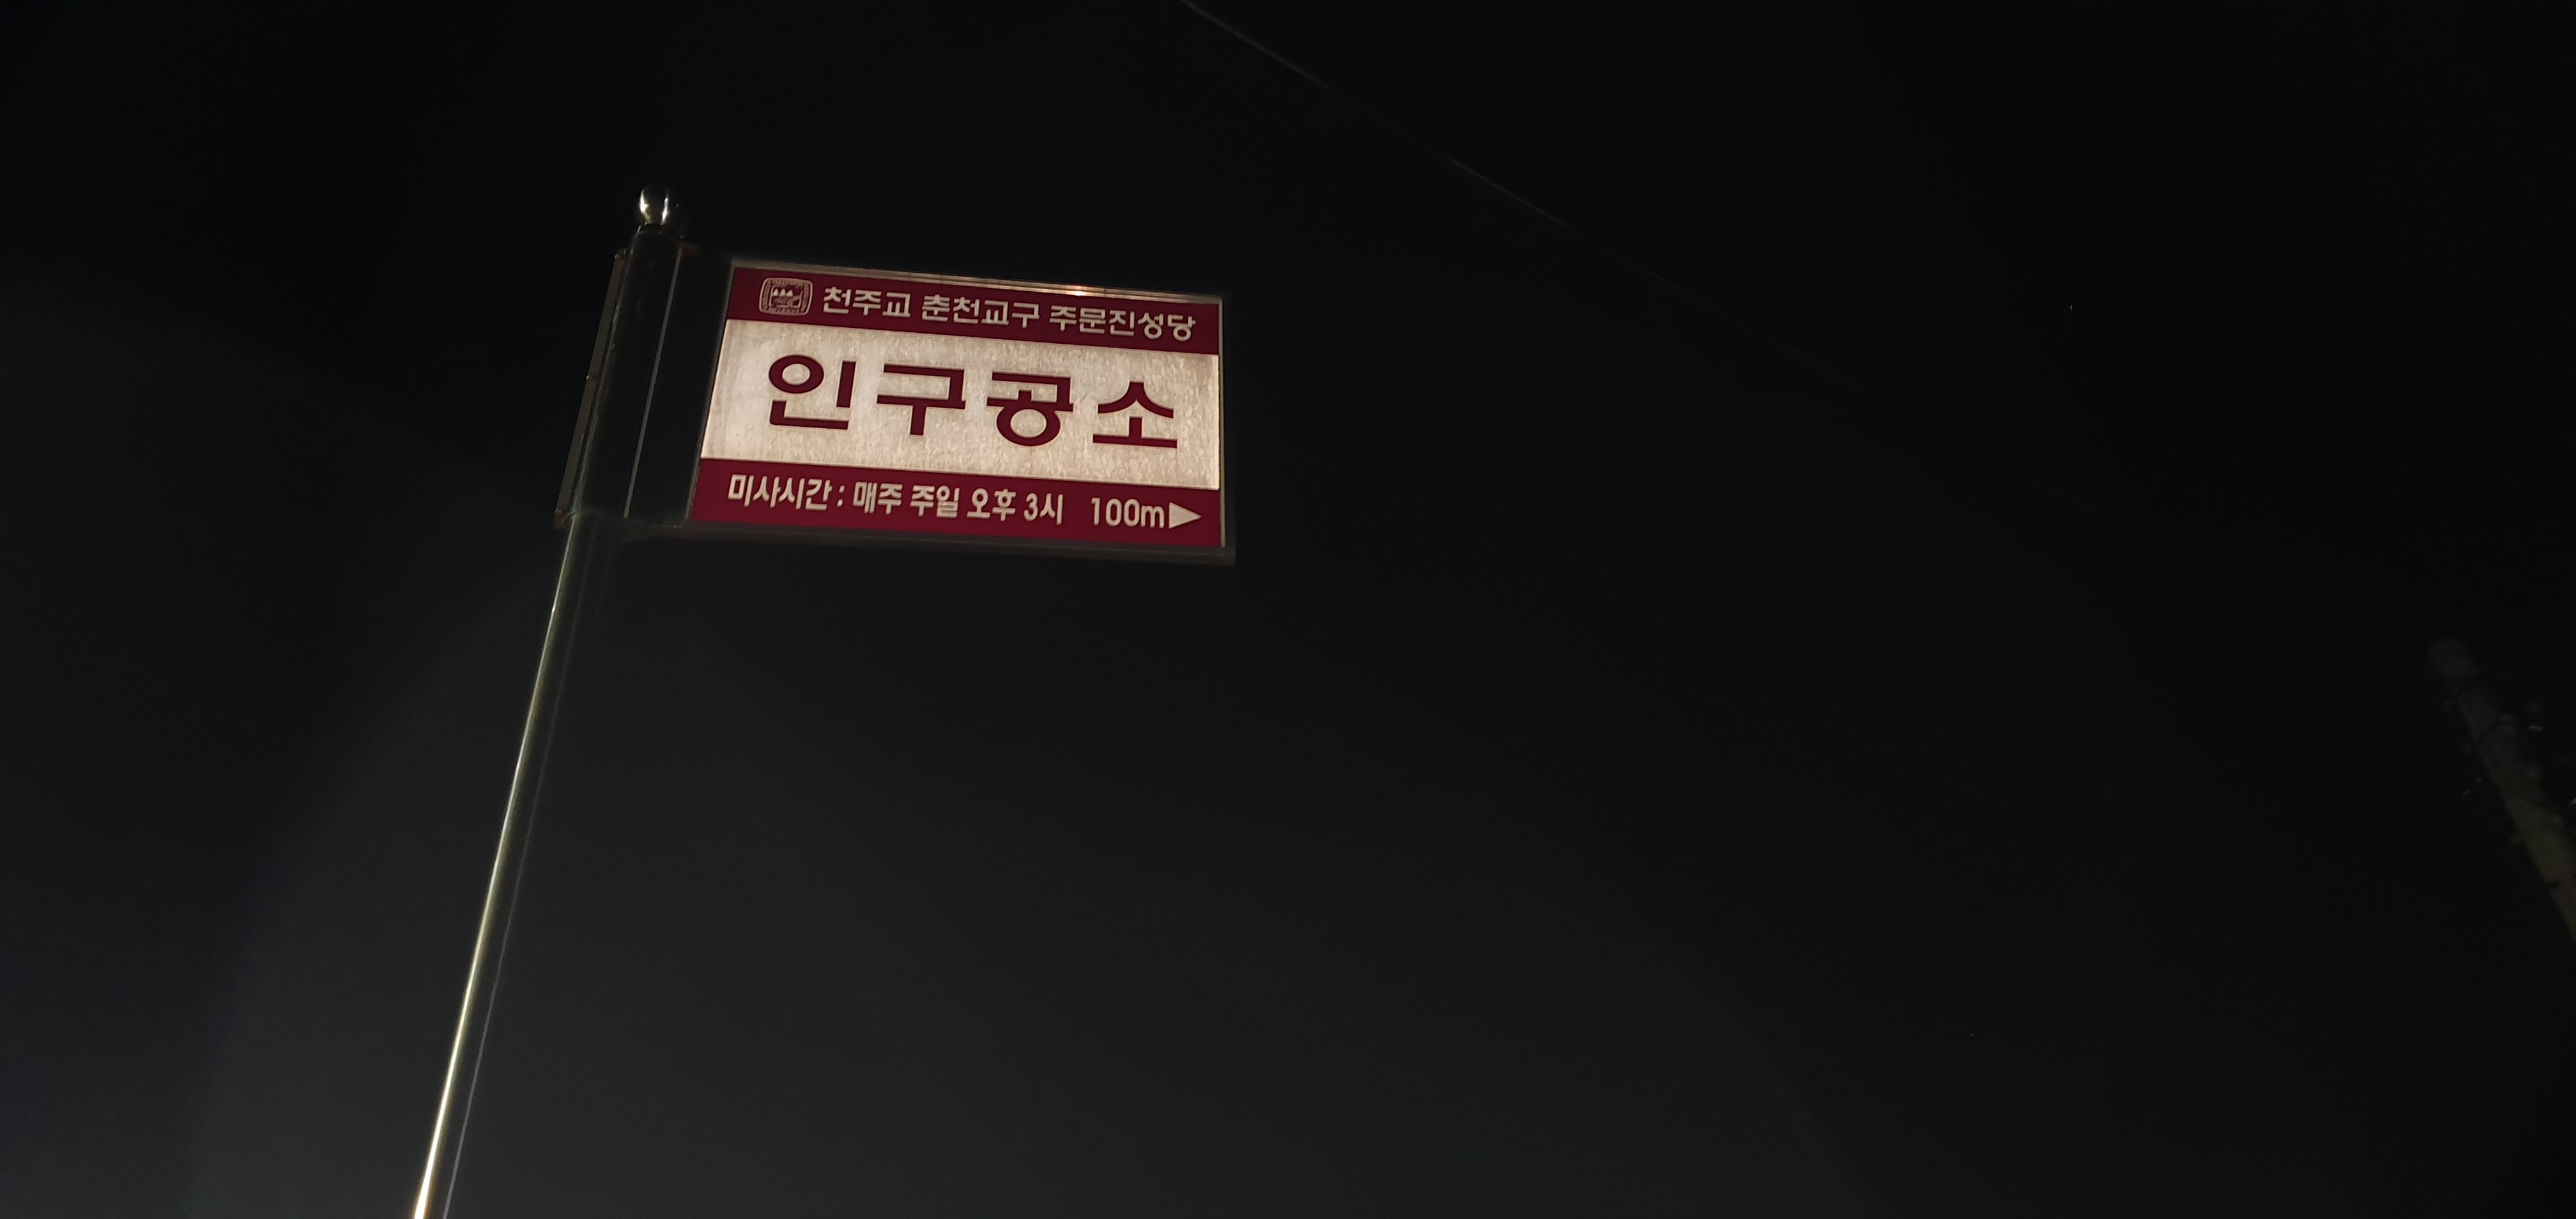 천주교 춘천교구 주문진성당
인구공소
미사시간 : 매주 주일 오후 3시 100m▶